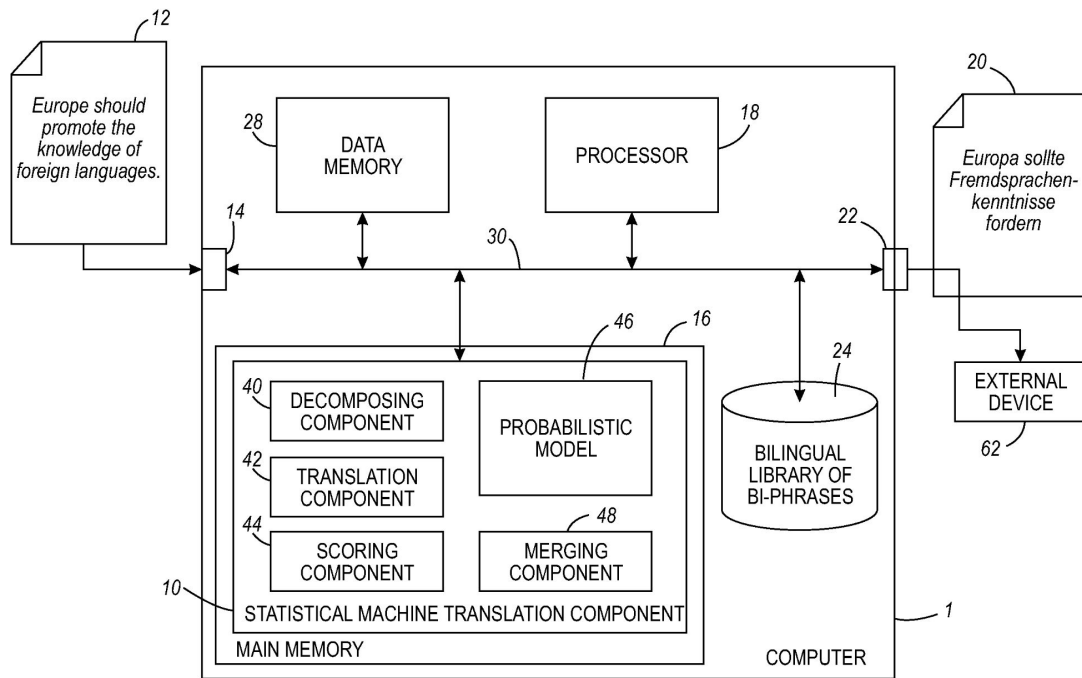 12
Europe should
promote the
knowledge of
foreign languages.
28
DATA
MEMORY
18
PROCESSOR
20
Europa sollte
Fremdsprachen-
kenntnisse
fordern
14
30
22
16
46
24
40
DECOMPOSING
COMPONENT
PROBABILISTIC
MODEL
42
TRANSLATION
COMPONENT
44
SCORING
COMPONENT
48
MERGING
COMPONENT
10
STATISTICAL MACHINE TRANSLATION COMPONENT
MAIN MEMORY
BILINGUAL
LIBRARY OF
BI-PHRASES
EXTERNAL
DEVICE
62
1
COMPUTER